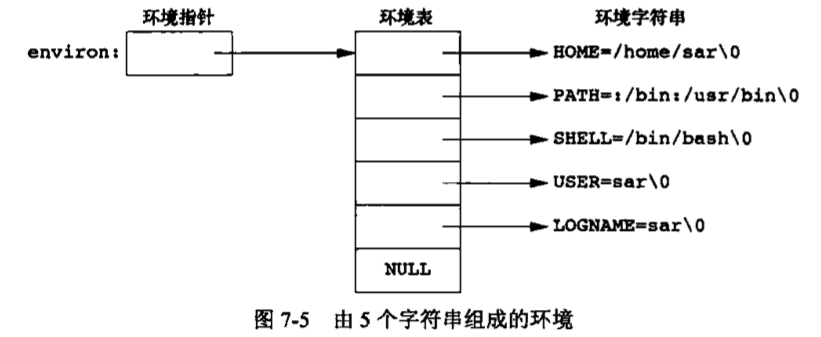 环境指针 环境表 环境字符串
environ: HOME=/home/sar\0
PATH=:/bin:/usr/bin\0
SHELL=/bin/bash\0
USER=sar\0
LOGNAME=sar\0
NULL
图 7-5 由 5 个字符串组成的环境